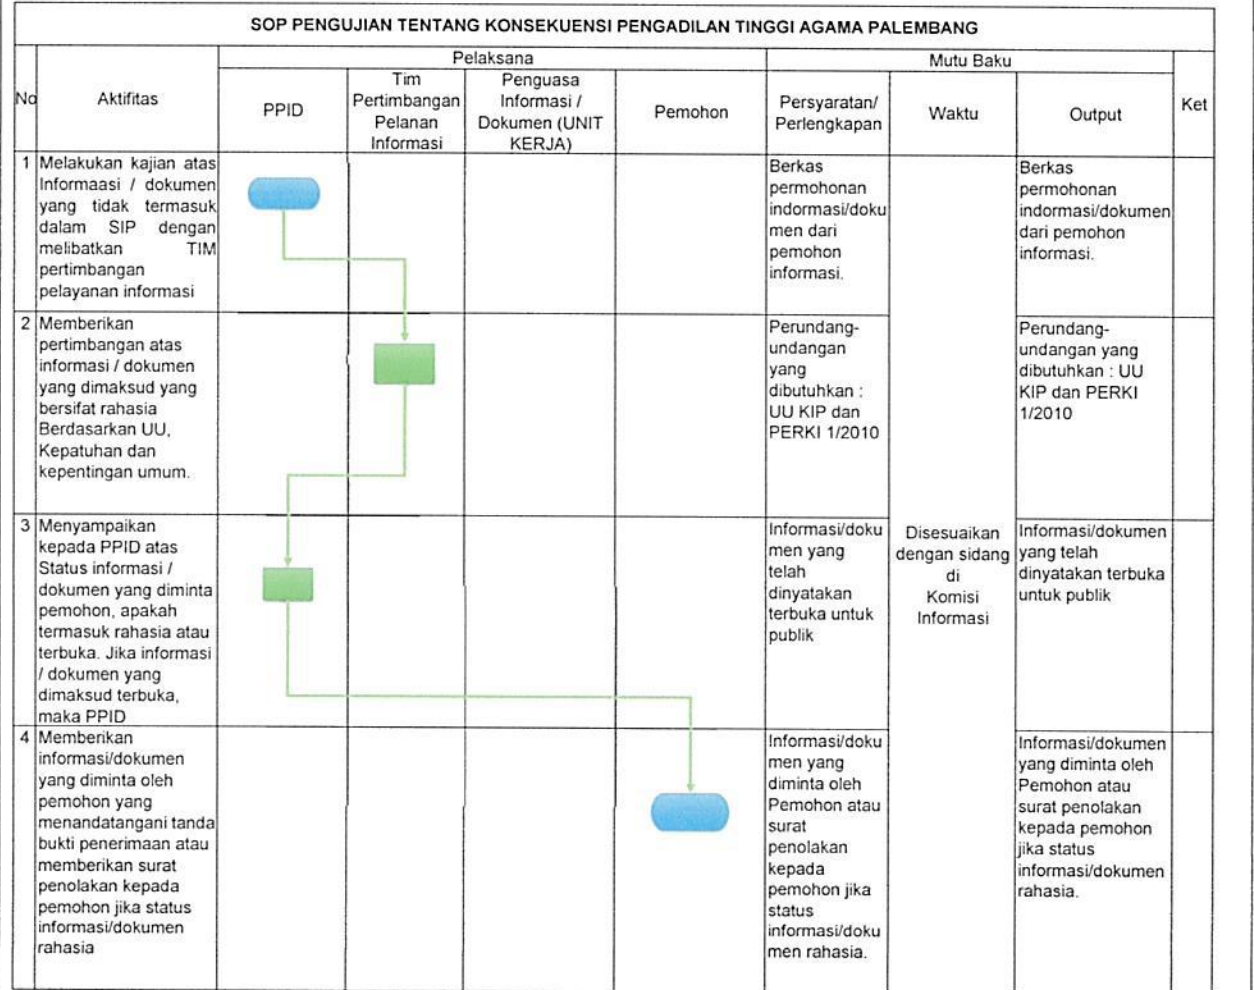 SOP PENGUJIAN TENTANG KONSEKUENSI PENGADILAN TINGGI AGAMA PALEMBANG
No
Aktifitas
Pelaksana
Mutu Baku
Ket
PPID
Tim
Pertimbangan
Pelanan
Informasi
Penguasa
Informasi /
Dokumen (UNIT
KERJA)
Pemohon
Persyaratan/
Perlengkapan
Waktu
Output
1
Melakukan kajian atas
Informaasi / dokumen
yang tidak termasuk
dalam SIP dengan
melibatkan TIM
pertimbangan
pelayanan informasi
Berkas
permohonan
indormasi/doku
men dari
pemohon
informasi.
Berkas
permohonan
indormasi/dokumen
dari pemohon
informasi.
2
Memberikan
pertimbangan atas
informasi / dokumen
yang dimaksud yang
bersifat rahasia
Berdasarkan UU,
Kepatuhan dan
kepentingan umum.
Perundang-
undangan
yang
dibutuhkan :
UU KIP dan
PERKI 1/2010
Perundang-
undangan yang
dibutuhkan : UU
KIP dan PERKI
1/2010
3
Menyampaikan
kepada PPID atas
Status informasi /
dokumen yang diminta
pemohon, apakah
termasuk rahasia atau
terbuka. Jika informasi
/ dokumen yang
dimaksud terbuka,
maka PPID
Informasi/doku
men yang
telah
dinyatakan
terbuka untuk
publik
Disesuaikan
dengan sidang
di
Komisi
Informasi
Informasi/dokumen
yang telah
dinyatakan terbuka
untuk publik
4
Memberikan
informasi/dokumen
yang diminta oleh
pemohon yang
menandatangani tanda
bukti penerimaan atau
memberikan surat
penolakan kepada
pemohon jika status
informasi/dokumen
rahasia
Informasi/doku
men yang
diminta oleh
Pemohon atau
surat
penolakan
kepada
pemohon jika
status
informasi/doku
men rahasia.
Informasi/dokumen
yang diminta oleh
Pemohon atau
surat penolakan
kepada pemohon
jika status
informasi/dokumen
rahasia.